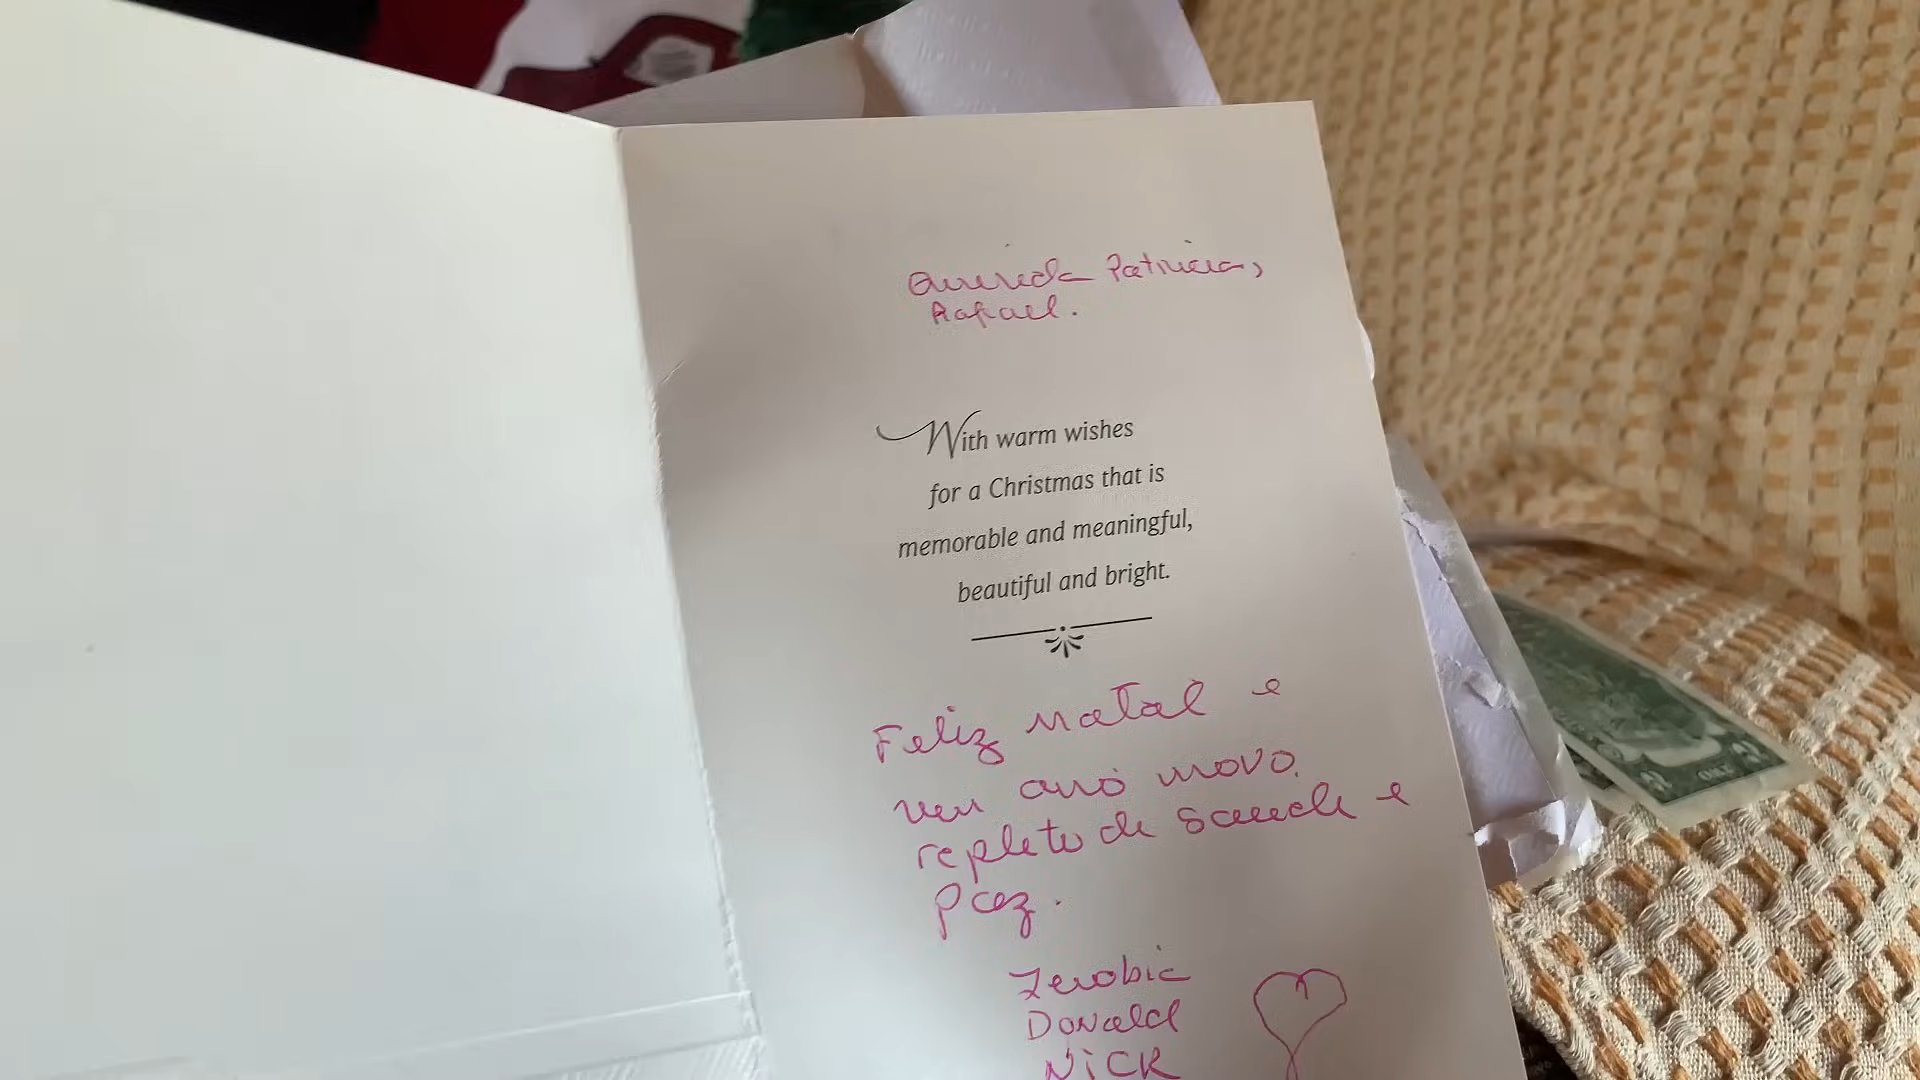 Querida Patricia,
Rafael.
With warm wishes
for a Christmas that is
memorable and meaningful,
beautiful and bright.
Feliz Natal e
um ano novo.
repleto de saude e
paz.
Zenobia
Donald
NiCK